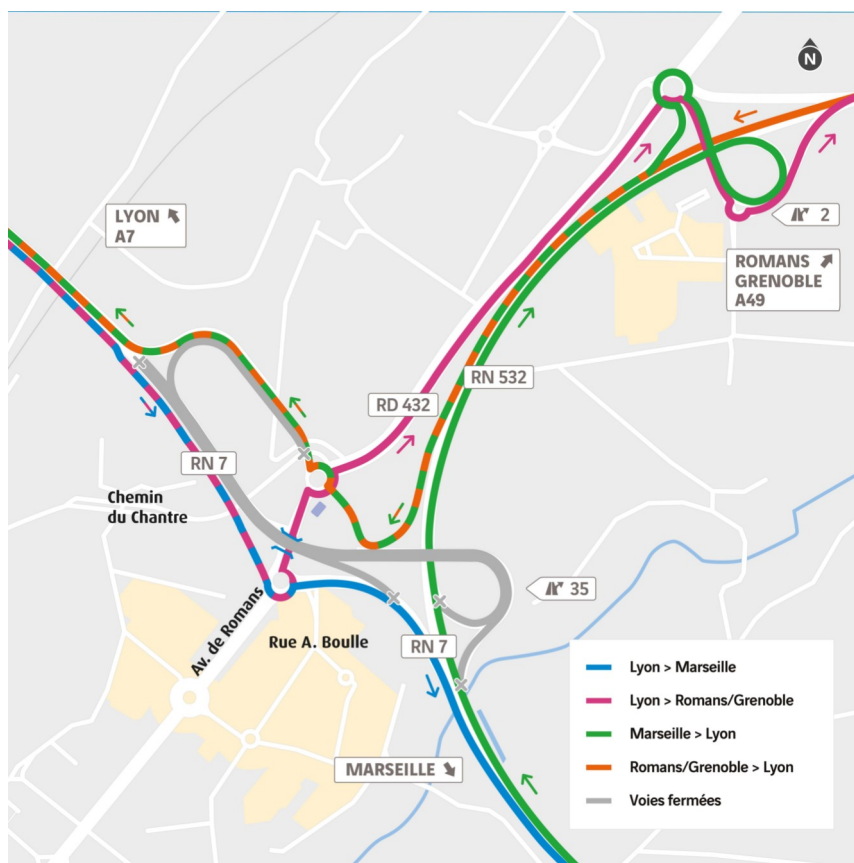 N
LYON
A7
2
ROMANS
GRENOBLE
A49
RN 532
RD 432
RN 7
Chemin
du Chantre
35
Av. de Romans
Rue A. Boulle
RN 7
MARSEILLE
Lyon > Marseille
Lyon > Romans/Grenoble
Marseille > Lyon
Romans/Grenoble > Lyon
Voies fermées